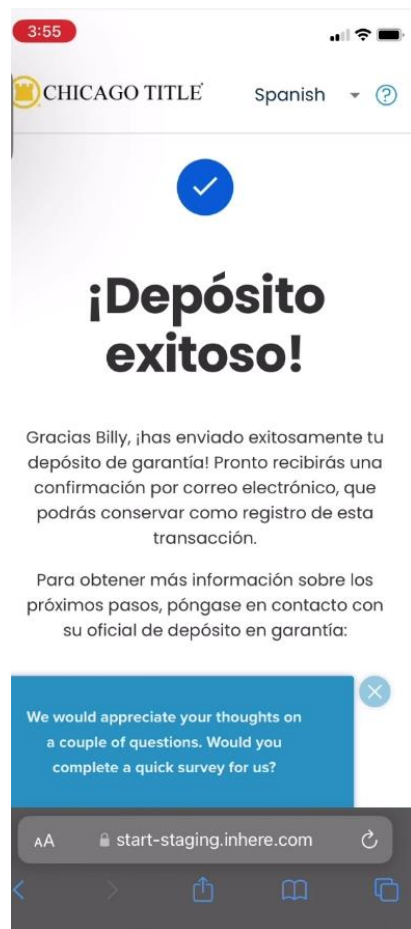 3:55
CHICAGO TITLE
Spanish
?
¡Depósito
exitoso!
Gracias Billy, ¡has enviado exitosamente tu
depósito de garantía! Pronto recibirás una
confirmación por correo electrónico, que
podrás conservar como registro de esta
transacción.
Para obtener más información sobre los
próximos pasos, póngase en contacto con
su oficial de depósito en garantía:
We would appreciate your thoughts on
a couple of questions. Would you
complete a quick survey for us?
AA
start-staging.inhere.com